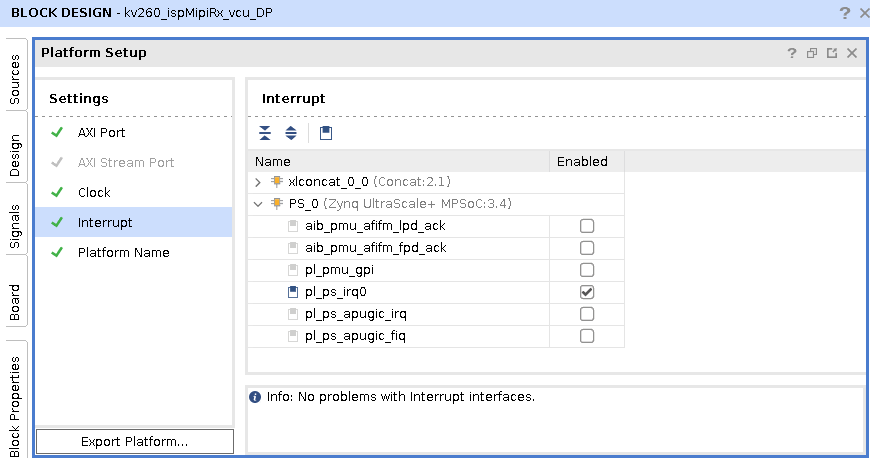 BLOCK DESIGN - kv260_ispMipiRx_vcu_DP
Platform Setup
Sources
Design
Signals
Board
Block Properties
Settings
AXI Port
AXI Stream Port
Clock
Interrupt
Platform Name
Export Platform...
Interrupt
Name Enabled
xlconcat_0_0 (Concat:2.1)
PS_0 (Zynq UltraScale+ MPSoC:3.4)
aib_pmu_afifm_lpd_ack
aib_pmu_afifm_fpd_ack
pl_pmu_gpi
pl_ps_irq0
pl_ps_apugic_irq
pl_ps_apugic_fiq
Info: No problems with Interrupt interfaces.